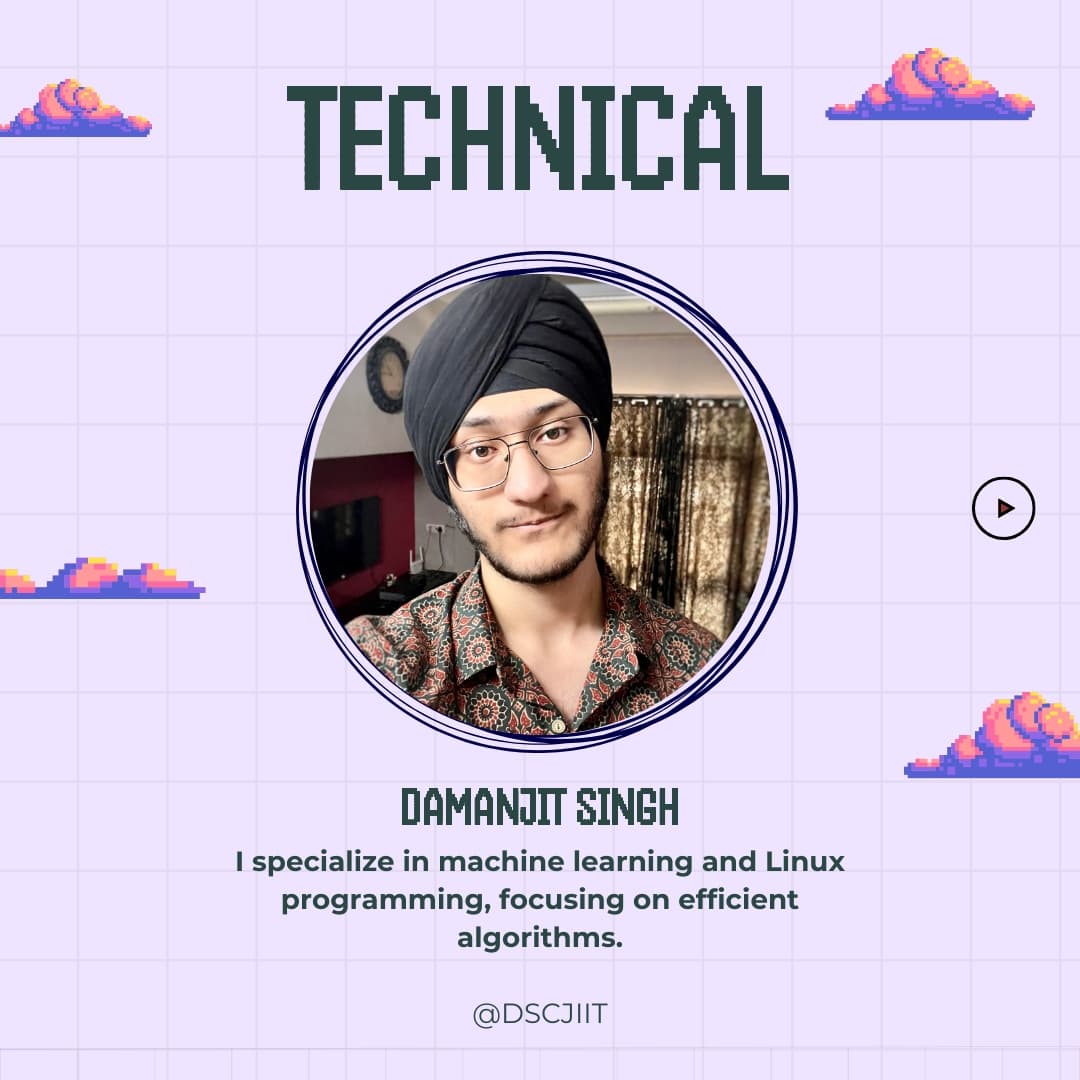 TECHNICAL
DAMANJIT SINGH
I specialize in machine learning and Linux
programming, focusing on efficient
algorithms.
@DSCJIIT